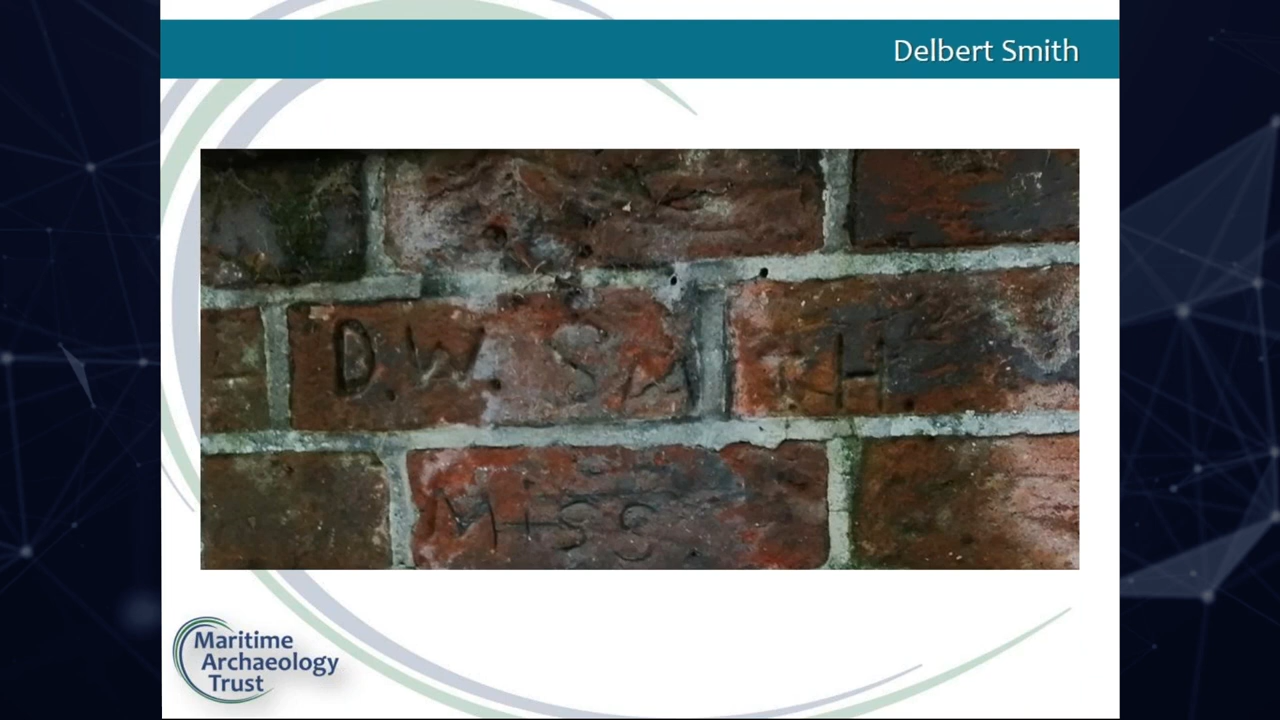 Delbert Smith
D.W. SMITH
MISS
Maritime
Archaeology
Trust